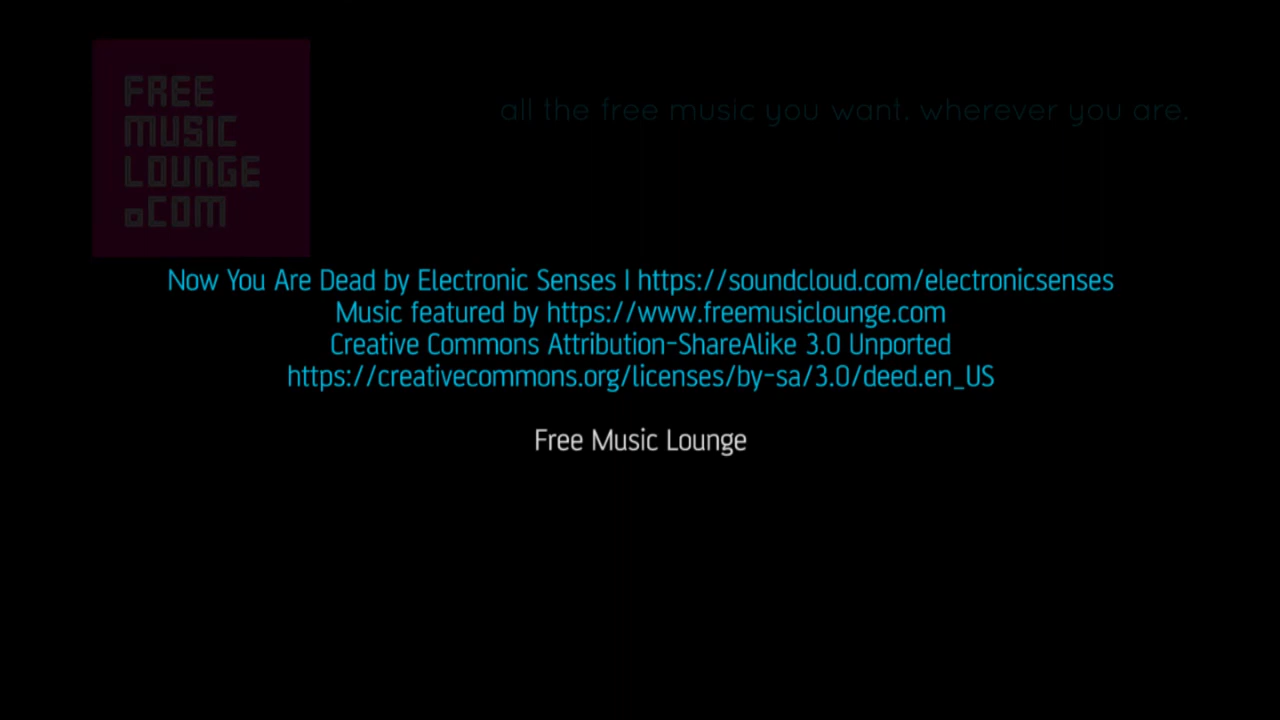 FREE
MUSIC
LOUNGE
.COM
all the free music you want. wherever you are.
Now You Are Dead by Electronic Senses | https://soundcloud.com/electronicsenses
Music featured by https://www.freemusiclounge.com
Creative Commons Attribution-ShareAlike 3.0 Unported
https://creativecommons.org/licenses/by-sa/3.0/deed.en_US
Free Music Lounge